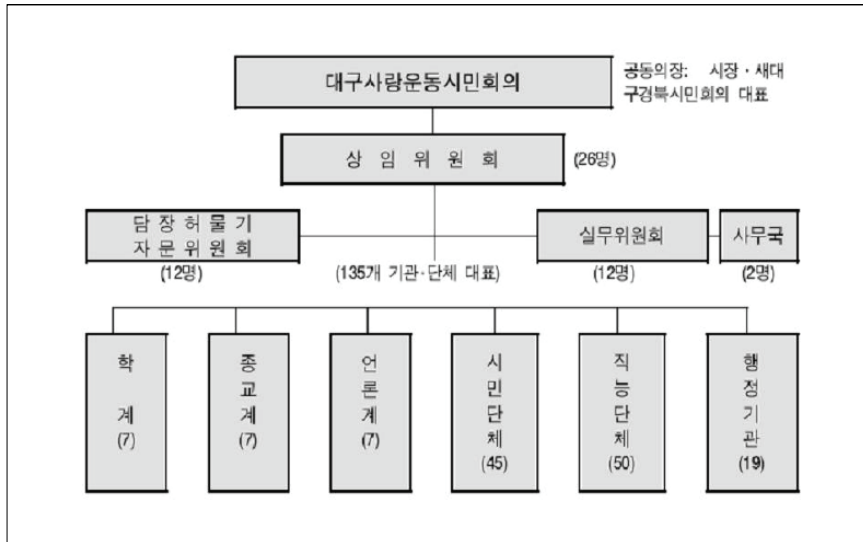 대구사랑운동시민회의
공동의장: 시장·새대
구경북시민회의 대표
상 임 위 원 회
(26명)
담 장 허 물 기
자 문 위 원 회
(12명)
(135개 기관·단체 대표)
실무위원회
(12명)
사무국
(2명)
학 계
(7)
종교계
(7)
언론계
(7)
시민단체
(45)
직능단체
(50)
행정기관
(19)